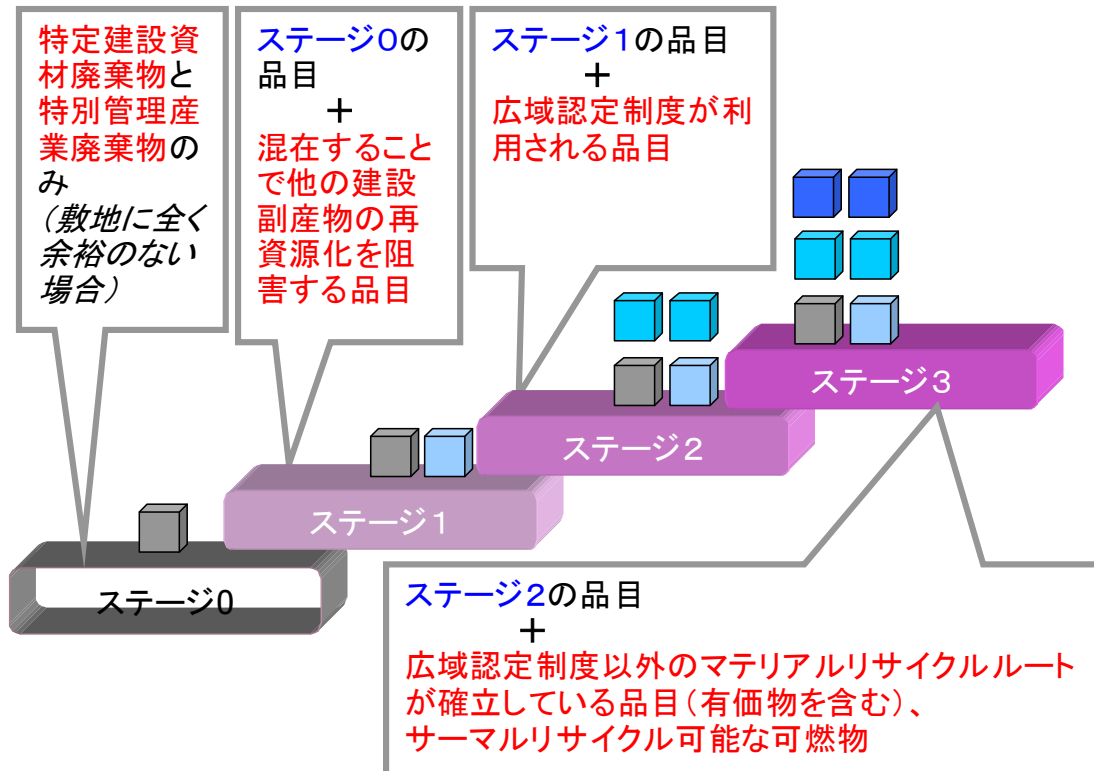 特定建設資
材廃棄物と
特別管理産
業廃棄物の
み
(敷地に全く
余裕のない
場合)
ステージ0の
品目
＋
混在すること
で他の建設
副産物の再
資源化を阻
害する品目
ステージ1の品目
＋
広域認定制度が利
用される品目
ステージ3
ステージ2
ステージ1
ステージ0
ステージ2の品目
＋
広域認定制度以外のマテリアルリサイクルルート
が確立している品目(有価物を含む)、
サーマルリサイクル可能な可燃物